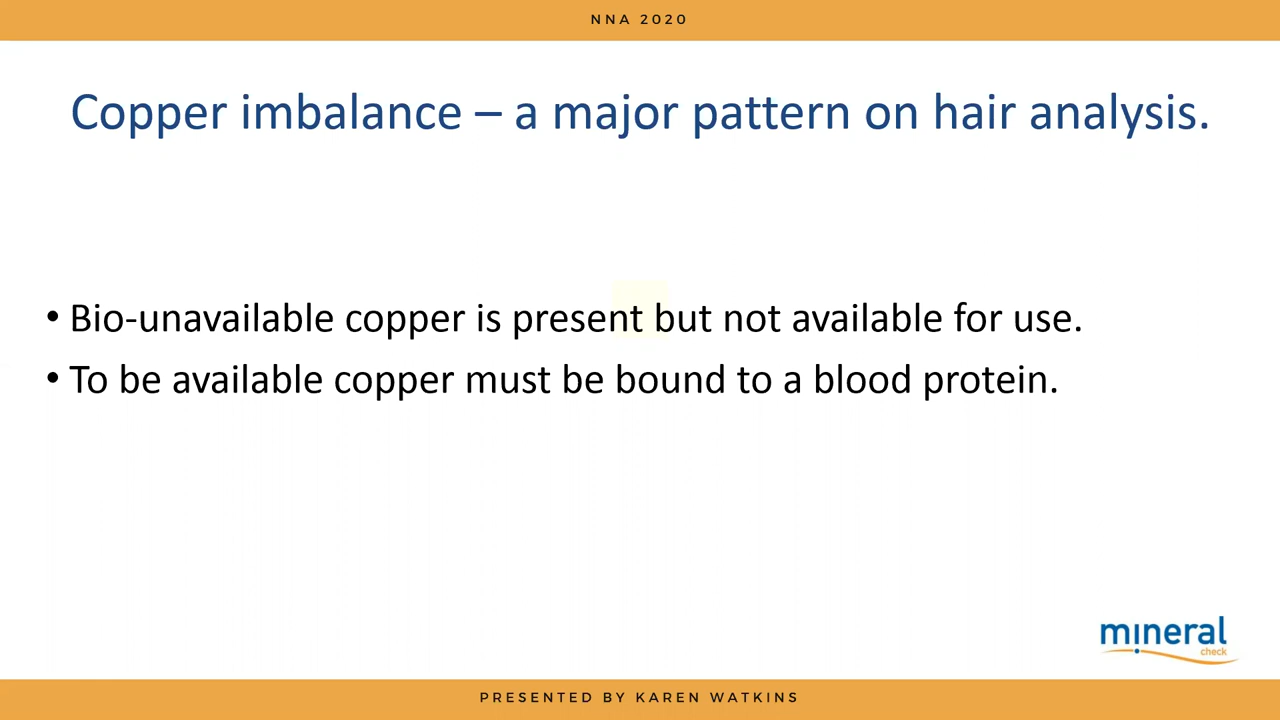 NNA 2020
Copper imbalance – a major pattern on hair analysis.
• Bio-unavailable copper is present but not available for use.
• To be available copper must be bound to a blood protein.
mineral
check
PRESENTED BY KAREN WATKINS